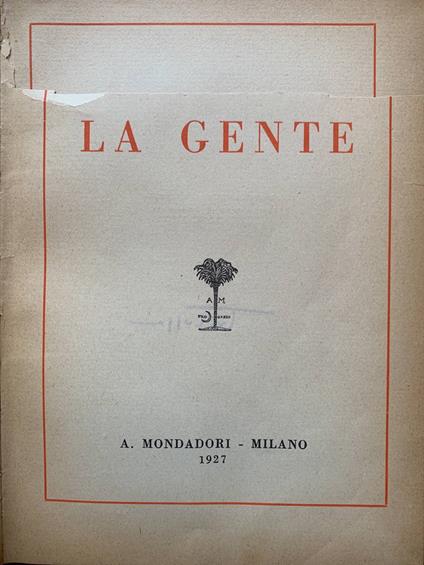 LA GENTE
A M
A. MONDADORI - MILANO
1927